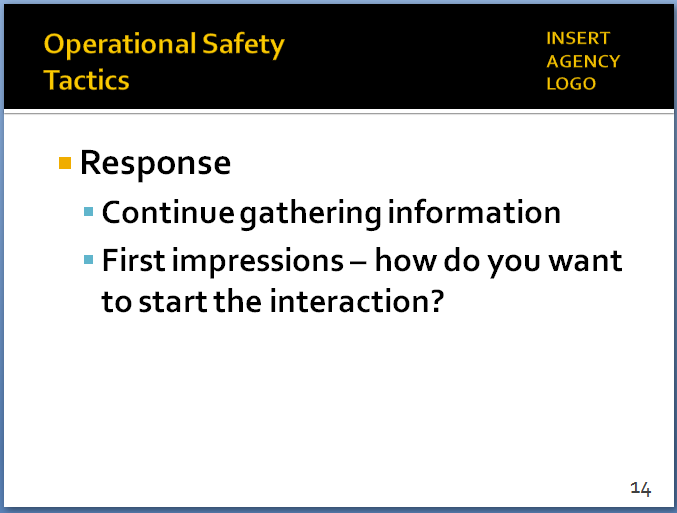 Operational Safety
Tactics
INSERT
AGENCY
LOGO
Response
Continue gathering information
First impressions – how do you want
to start the interaction?
14